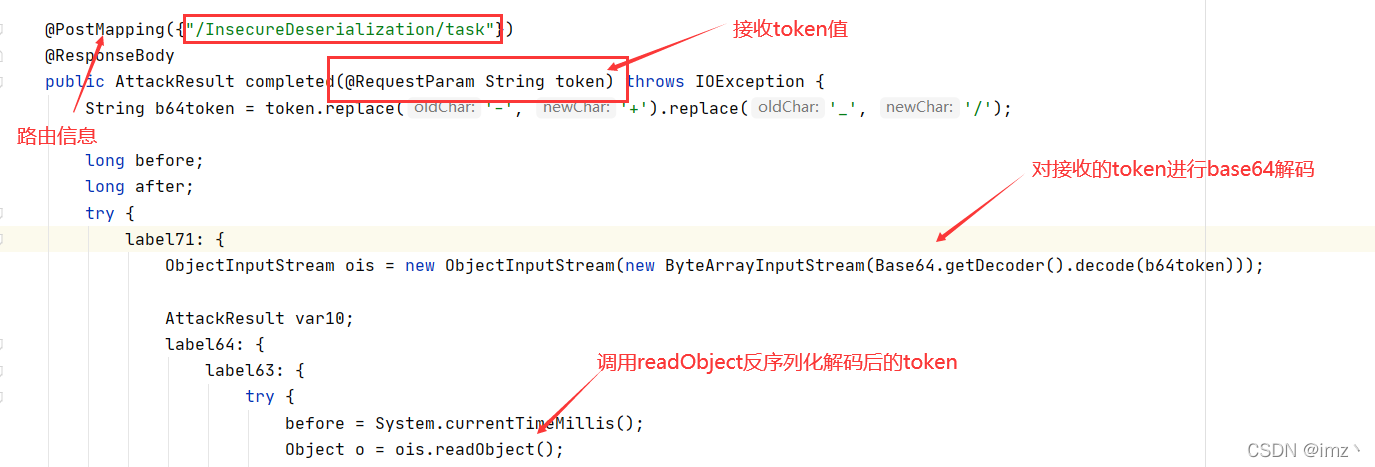 @PostMapping({"/InsecureDeserialization/task"})
接收token值
@ResponseBody
public AttackResult completed(@RequestParam String token) throws IOException {
String b64token = token.replace( oldChar: '-', newChar: '+').replace( oldChar: '_', newChar: '/');
路由信息
long before;
对接收的token进行base64解码
long after;
try {
label71: {
ObjectInputStream ois = new ObjectInputStream(new ByteArrayInputStream(Base64.getDecoder().decode(b64token)));
AttackResult var10;
label64: {
调用readObject反序列化解码后的token
label63: {
try {
before = System.currentTimeMillis();
Object o = ois.readObject();
CSDN @imz丶